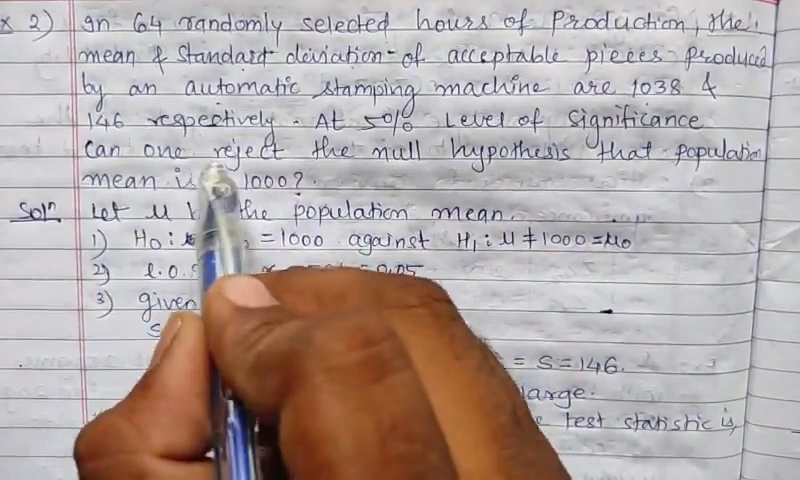 x 2) In 64 randomly selected hours of Production, the
mean & Standard deviation of acceptable pieces produced
by an automatic stamping machine are 1038 &
146 respectively. At 5% Level of significance
Can one reject the null hypothesis that population
mean is 1000?
Soln Let μ the population mean.
1) H0: = 1000 against H1: μ ≠ 1000 = μ0
2) l.o.s = 0.05
3) given
= S = 146.
large.
test statistic is,